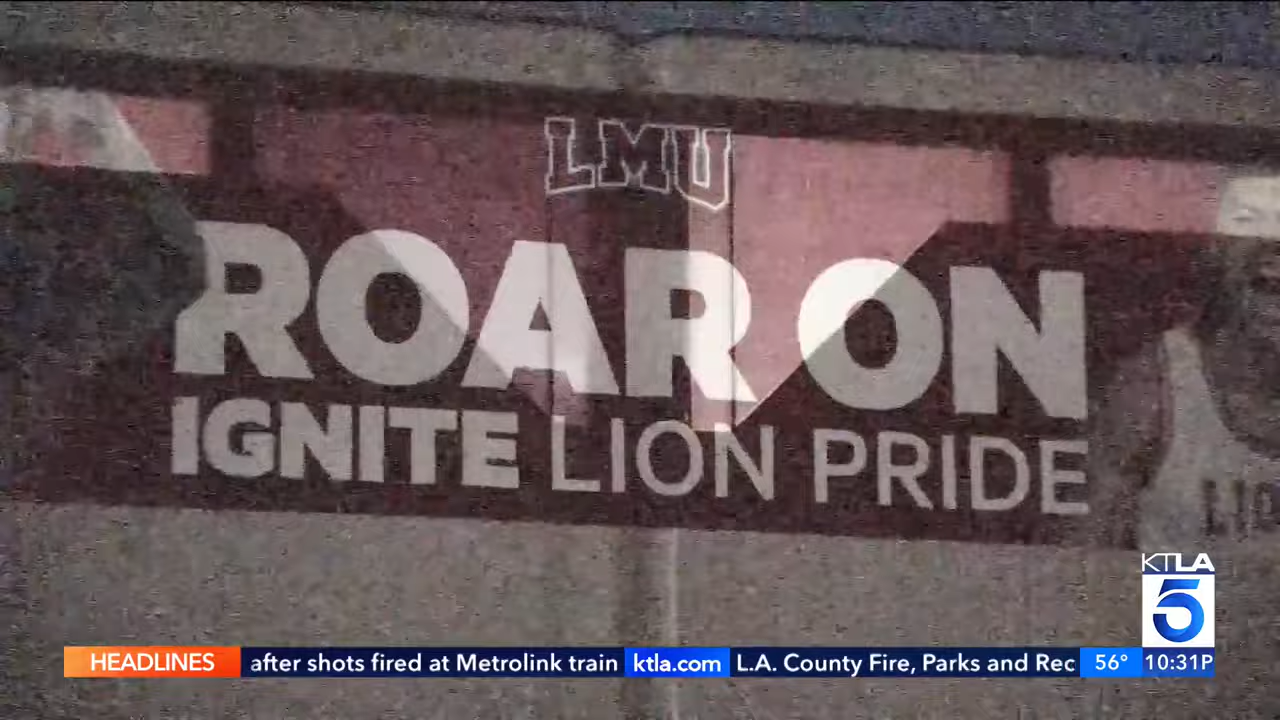 LMU
ROAR ON
IGNITE LION PRIDE
KTLA
5
HEADLINES after shots fired at Metrolink train ktla.com L.A. County Fire, Parks and Rec 56° 10:31P